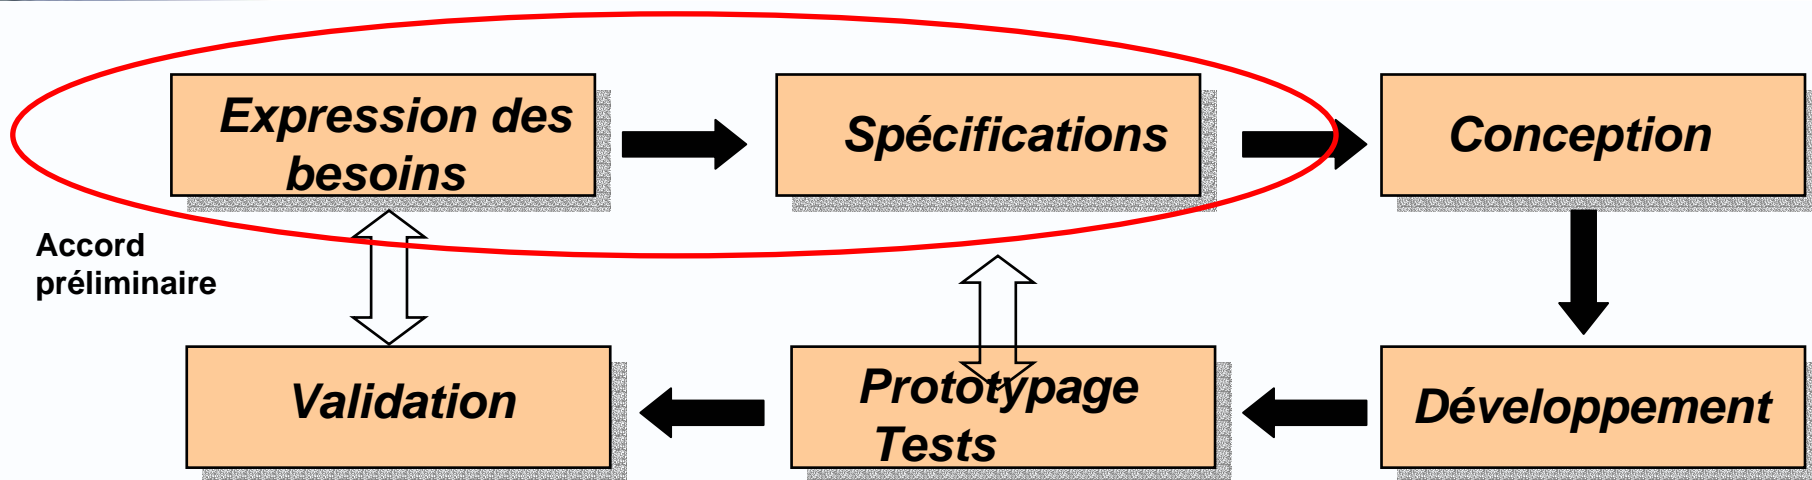 Expression des
besoins
Spécifications
Conception
Accord
préliminaire
Validation
Prototypage
Tests
Développement